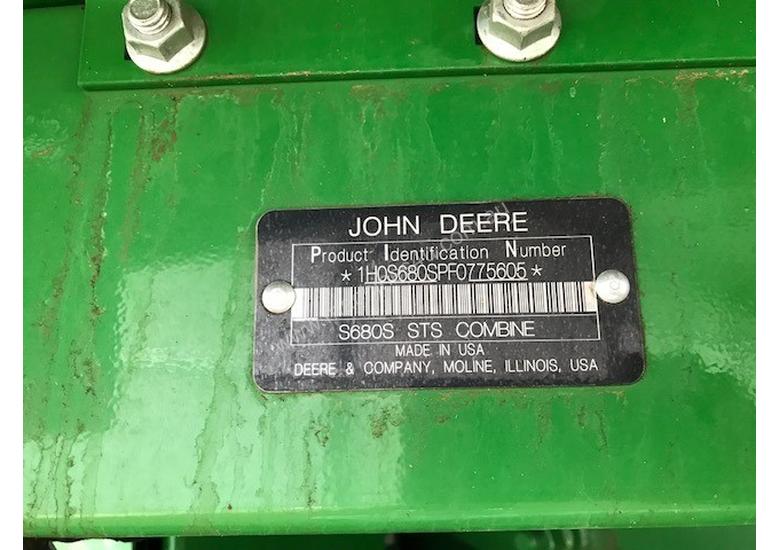 JOHN DEERE
Product Identification Number
*1H0S680SPF0775605*
S680S STS COMBINE
MADE IN USA
DEERE & COMPANY, MOLINE, ILLINOIS, USA